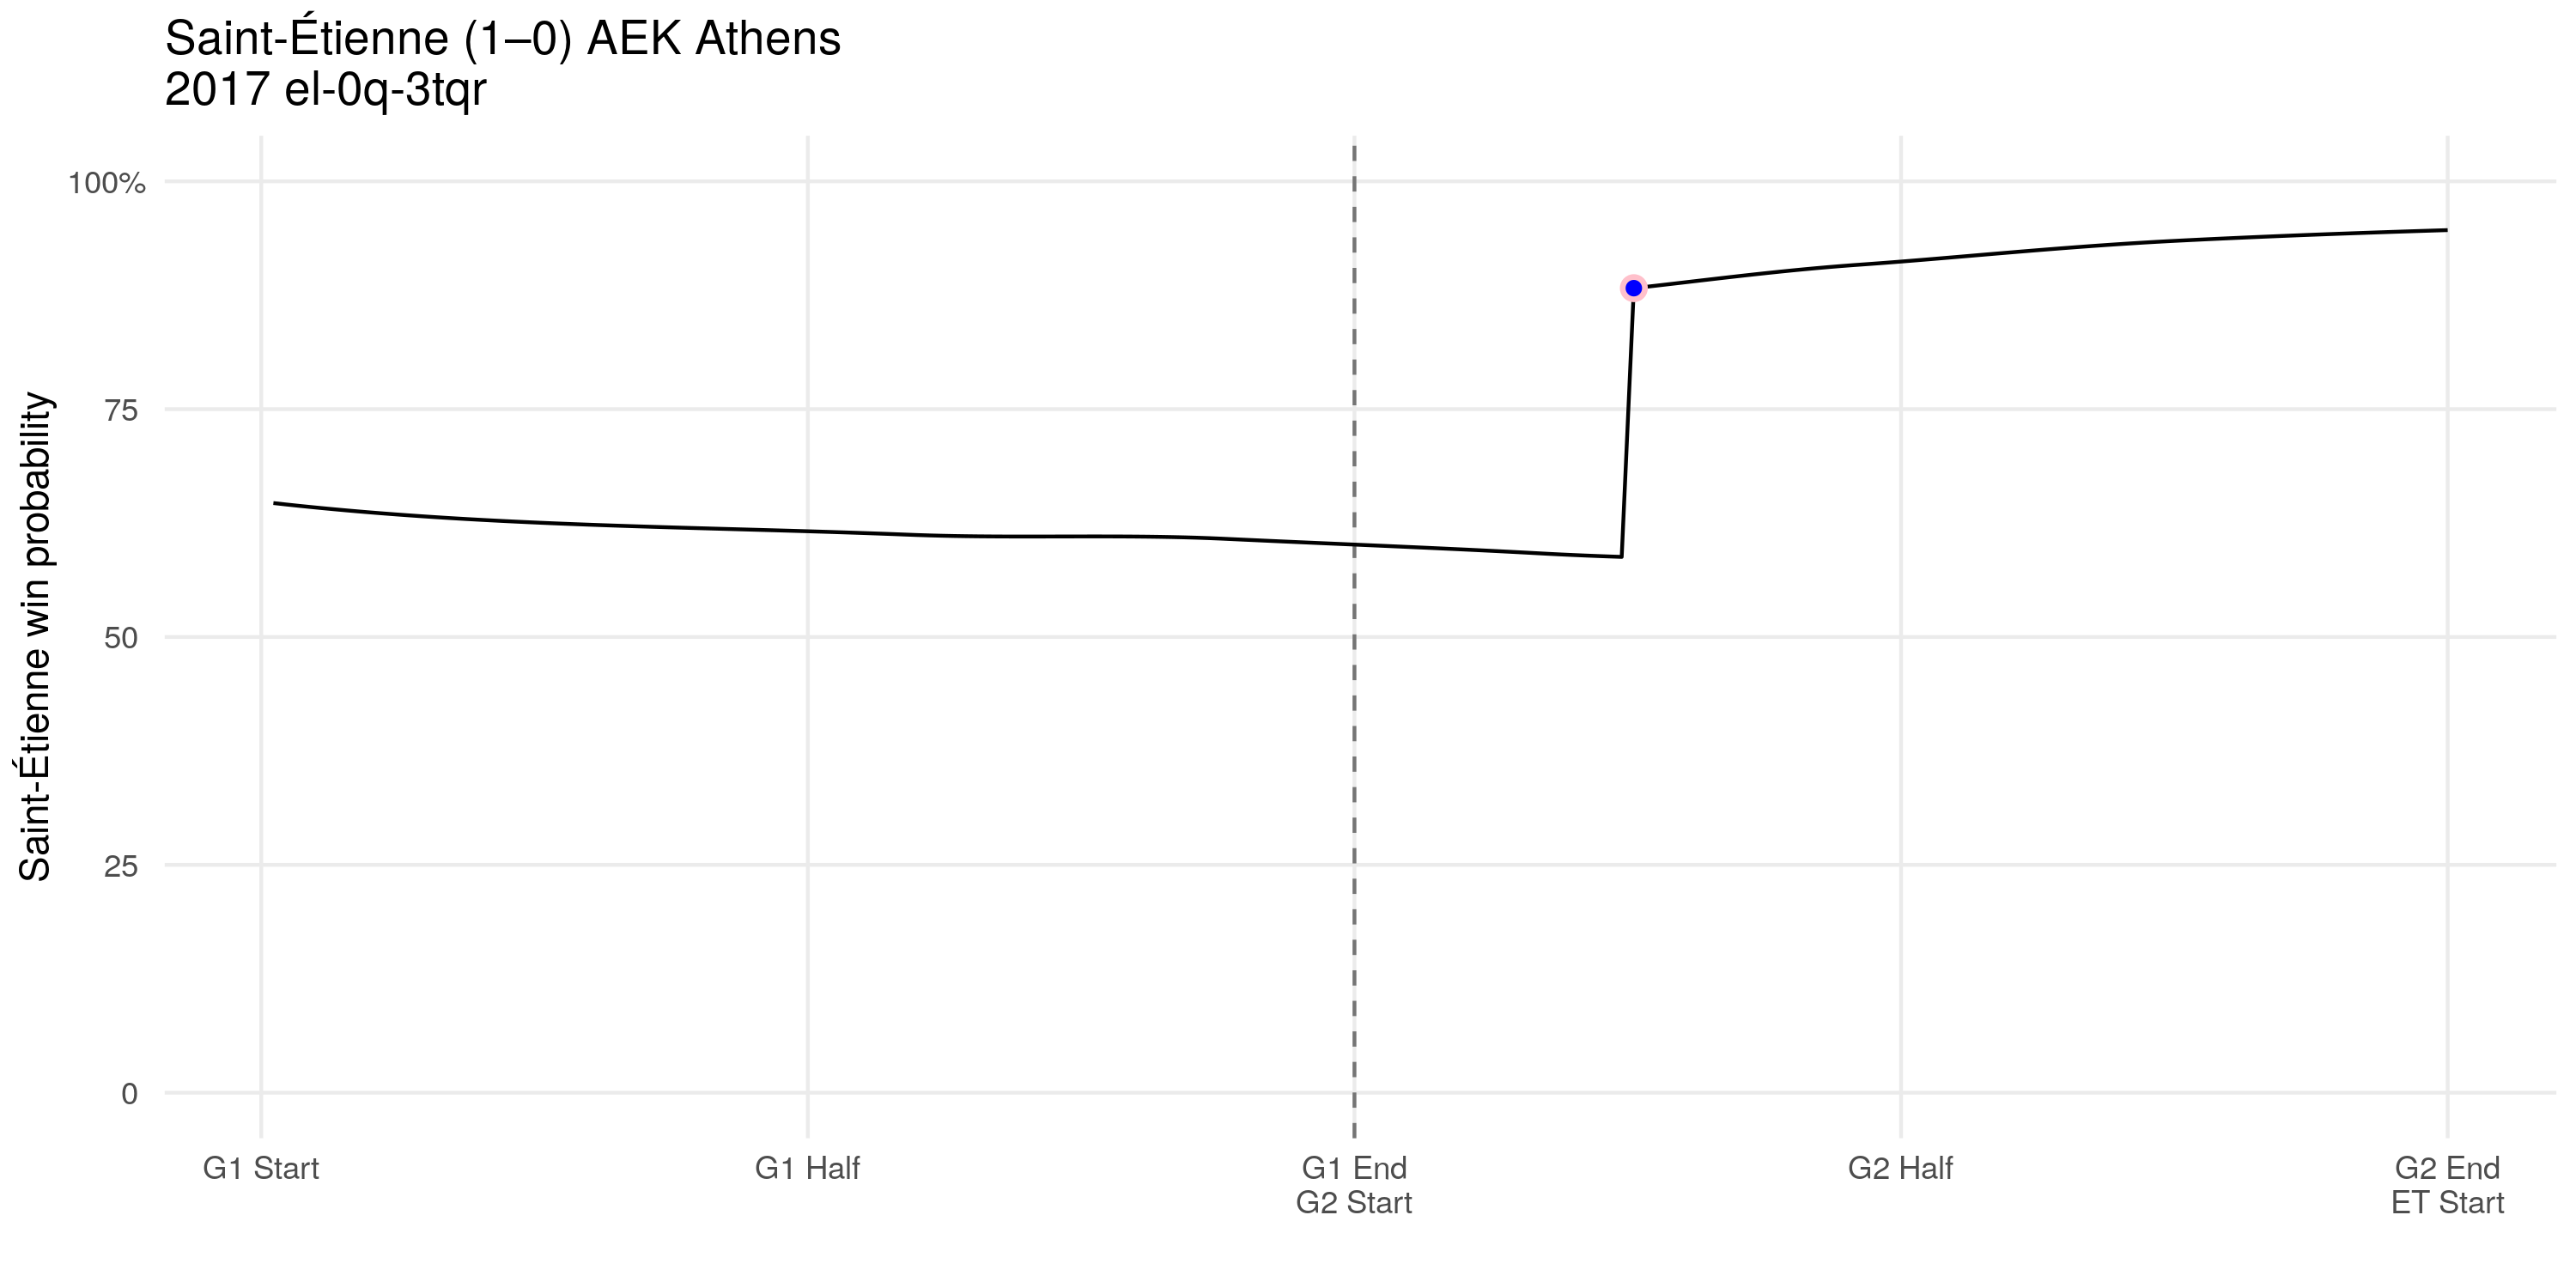 Saint-Étienne (1–0) AEK Athens
2017 el-0q-3tqr
Saint-Étienne win probability
100%
75
50
25
0
G1 Start
G1 Half
G1 End
G2 Start
G2 Half
G2 End
ET Start